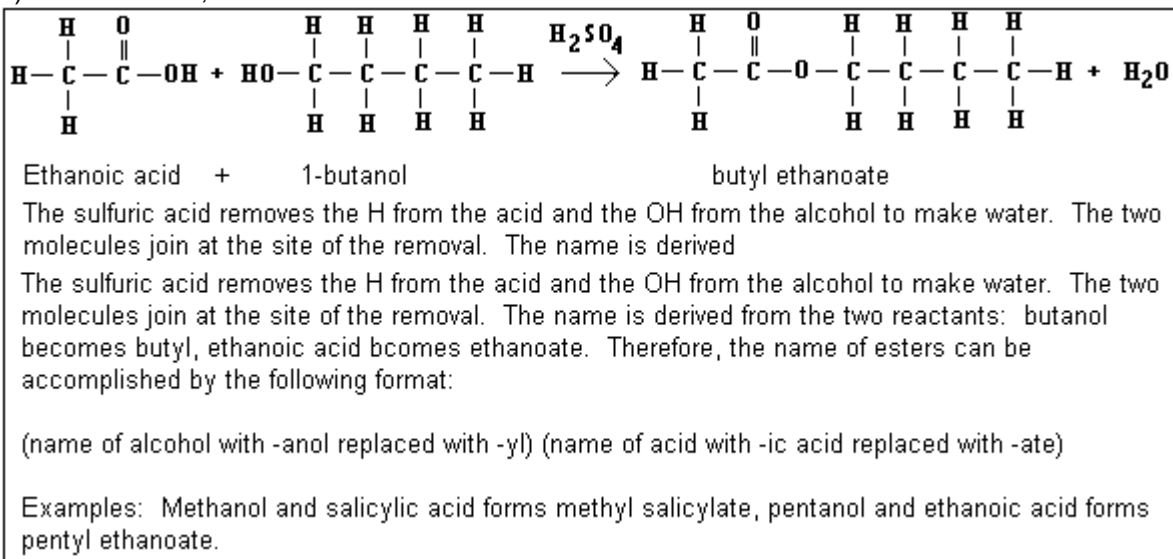 H O H H H H H₂SO₄ H O H H H H
H—C—C—OH + HO—C—C—C—C—H → H—C—C—O—C—C—C—C—H + H₂O
H H H H H H H H H H
Ethanoic acid + 1-butanol butyl ethanoate
The sulfuric acid removes the H from the acid and the OH from the alcohol to make water. The two
molecules join at the site of the removal. The name is derived
The sulfuric acid removes the H from the acid and the OH from the alcohol to make water. The two
molecules join at the site of the removal. The name is derived from the two reactants: butanol
becomes butyl, ethanoic acid bcomes ethanoate. Therefore, the name of esters can be
accomplished by the following format:
(name of alcohol with -anol replaced with -yl) (name of acid with -ic acid replaced with -ate)
Examples: Methanol and salicylic acid forms methyl salicylate, pentanol and ethanoic acid forms
pentyl ethanoate.